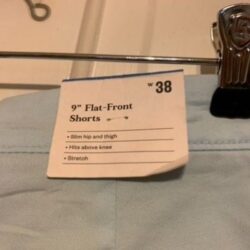 W 38
9" Flat-Front
Shorts
• Slim hip and thigh
• Hits above knee
• Stretch